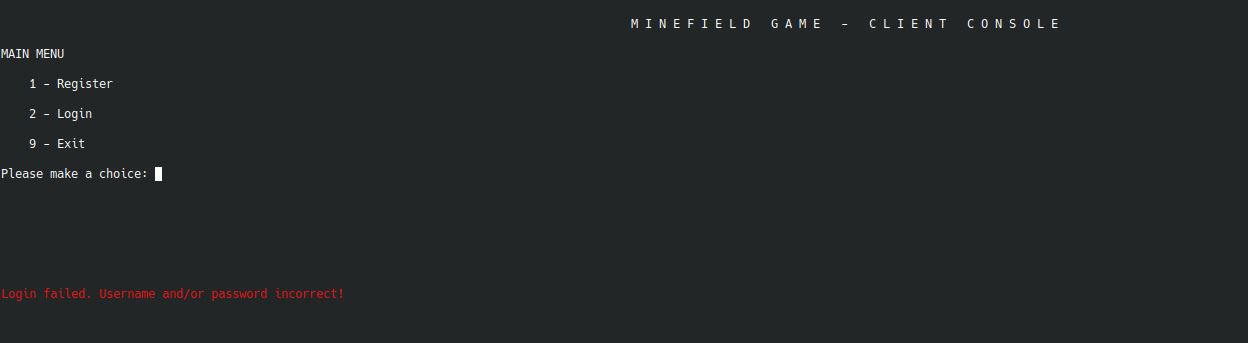 M I N E F I E L D   G A M E  -  C L I E N T   C O N S O L E
MAIN MENU
1 - Register
2 - Login
9 - Exit
Please make a choice:
Login failed. Username and/or password incorrect!